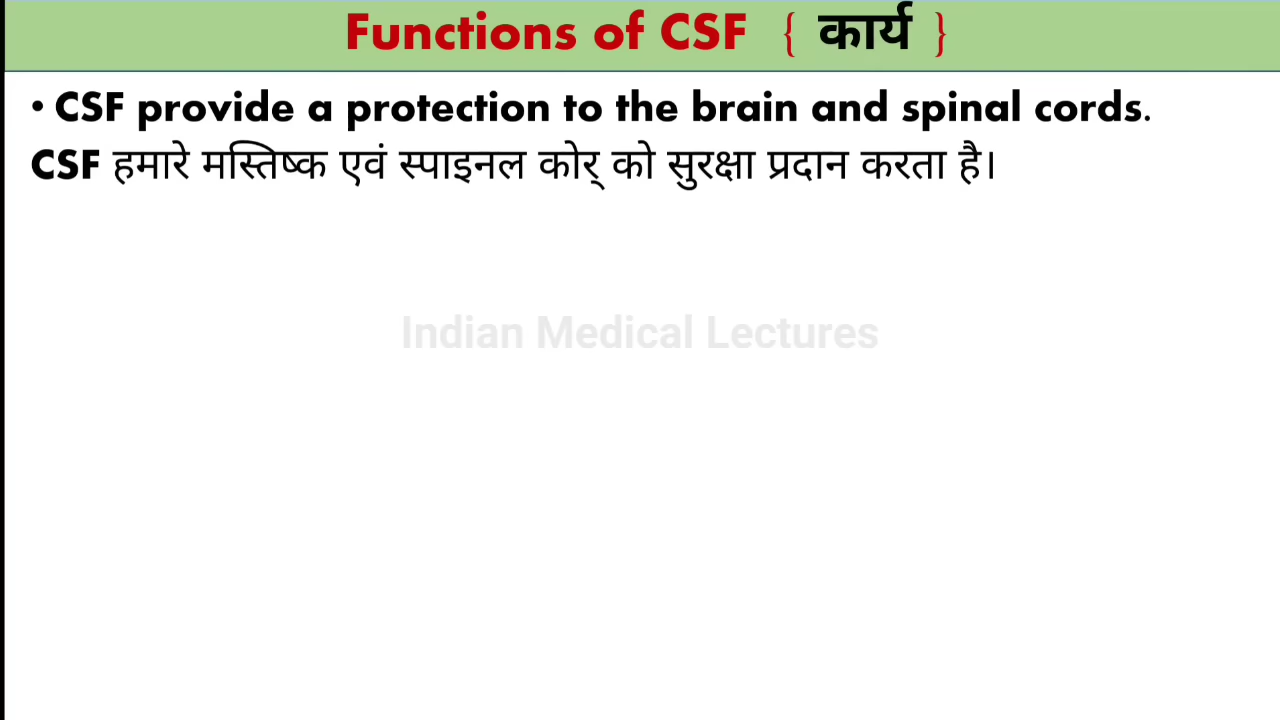 Functions of CSF { कार्य }
• CSF provide a protection to the brain and spinal cords.
CSF हमारे मस्तिष्क एवं स्पाइनल कोर् को सुरक्षा प्रदान करता है।
Indian Medical Lectures